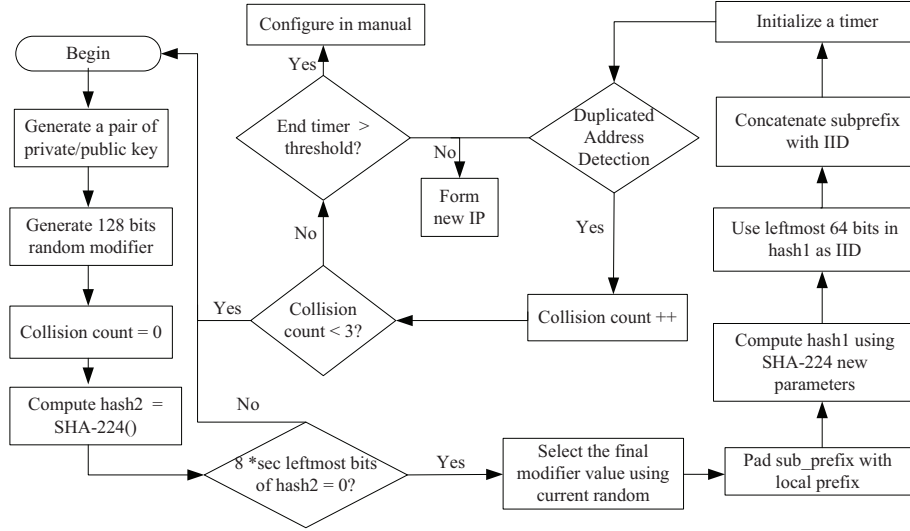 Begin
Generate a pair of
private/public key
Generate 128 bits
random modifier
Collision count = 0
Compute hash2 =
SHA-224()
8 *sec leftmost bits
of hash2 = 0?
No
Yes
Select the final
modifier value using
current random
Pad sub_prefix with
local prefix
Compute hash1 using
SHA-224 new
parameters
Use leftmost 64 bits in
hash1 as IID
Concatenate subprefix
with IID
Initialize a timer
Duplicated
Address
Detection
No
Form
new IP
Yes
Collision count ++
Collision
count < 3?
Yes
No
End timer >
threshold?
Yes
Configure in manual